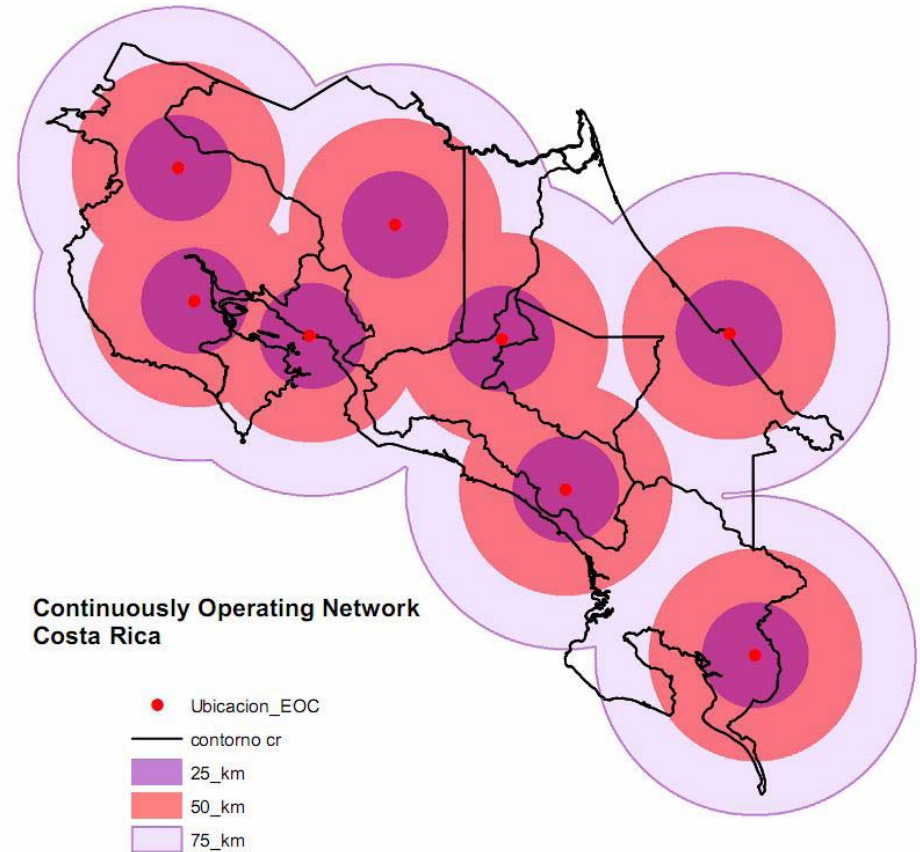 Continuously Operating Network
Costa Rica
Ubicacion_EOC
contorno cr
25_km
50_km
75_km